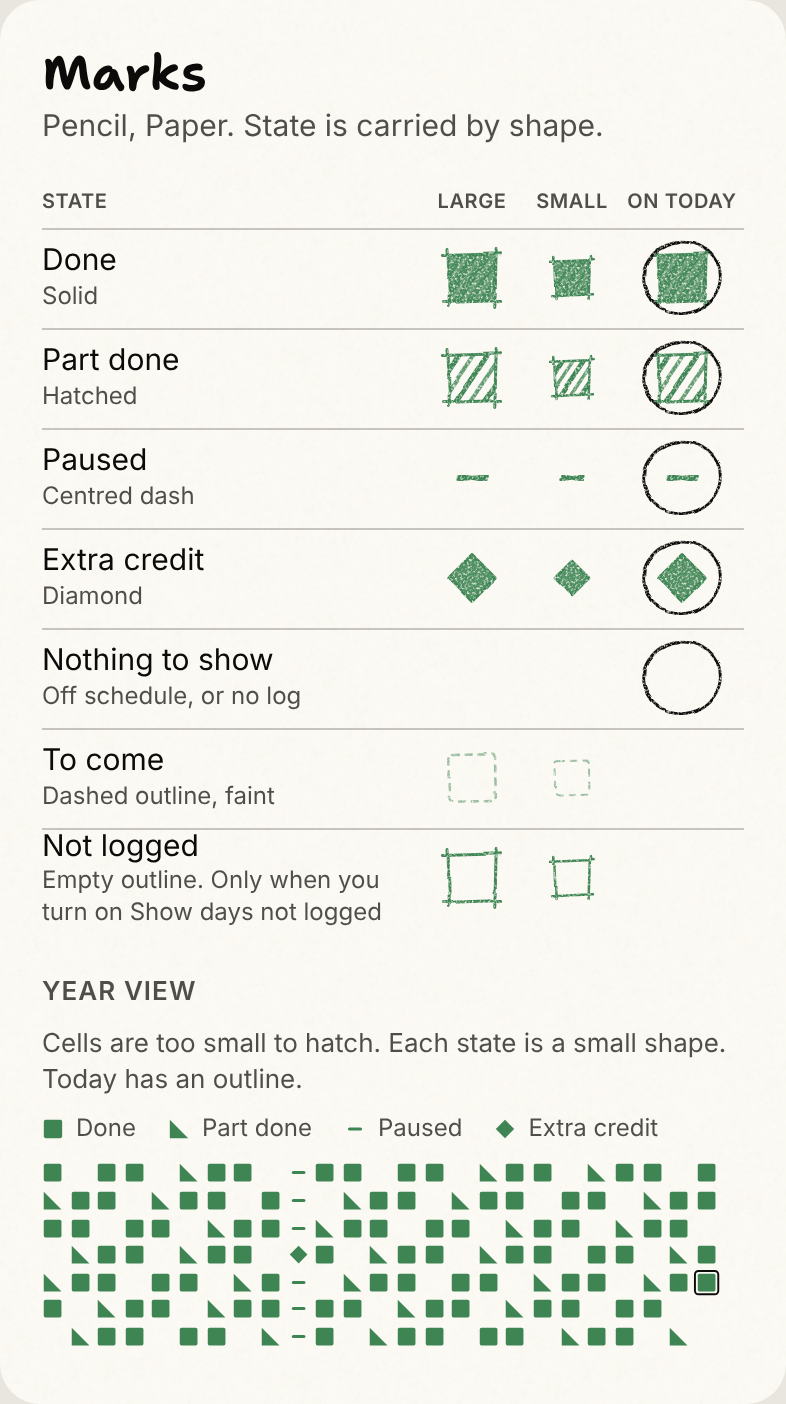 Marks
Pencil, Paper. State is carried by shape.
STATE LARGE SMALL ON TODAY
Done
Solid
Part done
Hatched
Paused
Centred dash
Extra credit
Diamond
Nothing to show
Off schedule, or no log
To come
Dashed outline, faint
Not logged
Empty outline. Only when you
turn on Show days not logged
YEAR VIEW
Cells are too small to hatch. Each state is a small shape.
Today has an outline.
Done Part done Paused Extra credit